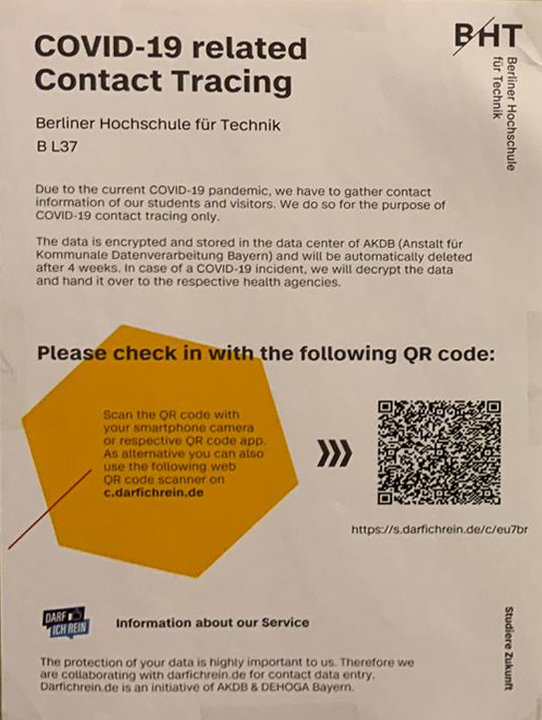 COVID-19 related
Contact Tracing
BHT
Berliner Hochschule
für Technik
Berliner Hochschule für Technik
B L37
Due to the current COVID-19 pandemic, we have to gather contact
information of our students and visitors. We do so for the purpose of
COVID-19 contact tracing only.
The data is encrypted and stored in the data center of AKDB (Anstalt für
Kommunale Datenverarbeitung Bayern) and will be automatically deleted
after 4 weeks. In case of a COVID-19 incident, we will decrypt the data
and hand it over to the respective health agencies.
Please check in with the following QR code:
Scan the QR code with
your smartphone camera
or respective QR code app.
As alternative you can also
use the following web
QR code scanner on
c.darfichrein.de
https://s.darfichrein.de/c/eu7br
DARF
ICH REIN
Information about our Service
The protection of your data is highly important to us. Therefore we
are collaborating with darfichrein.de for contact data entry.
Darfichrein.de is an initiative of AKDB & DEHOGA Bayern.
Studiere Zukunft